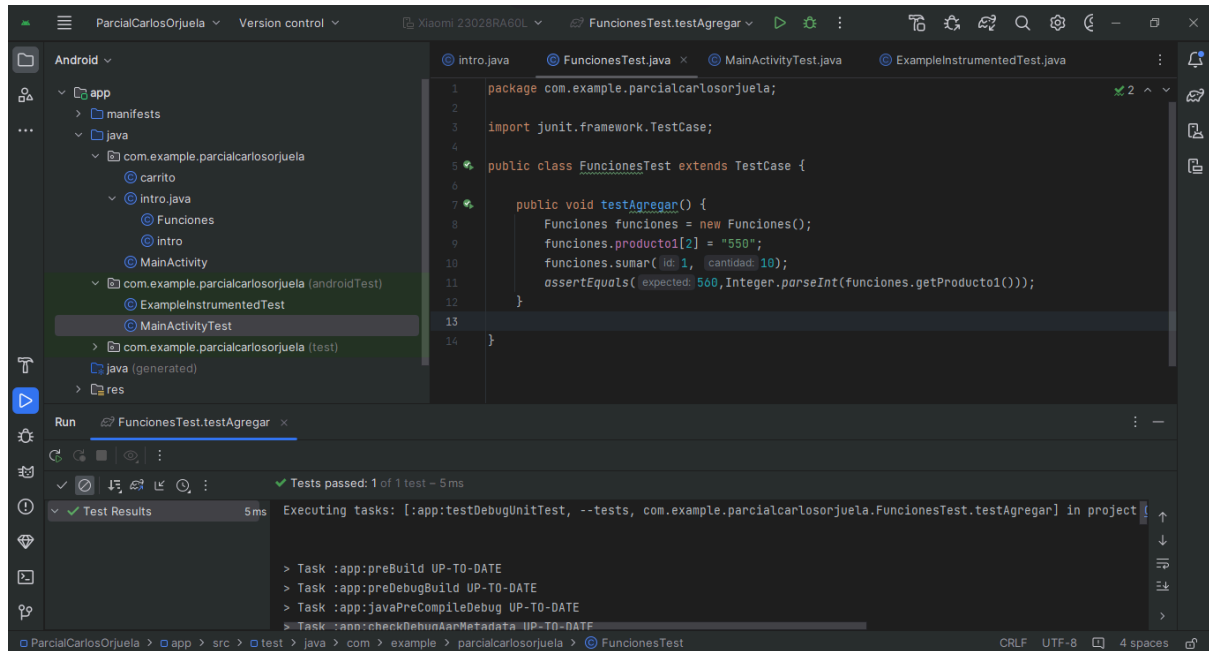 ParcialCarlosOrjuela Version control Xiaomi 23028RA60L FuncionesTest.testAgregar
Android
intro.java FuncionesTest.java MainActivityTest.java ExampleInstrumentedTest.java
app
manifests
java
com.example.parcialcarlosorjuela
carrito
intro.java
Funciones
intro
MainActivity
com.example.parcialcarlosorjuela (androidTest)
ExampleInstrumentedTest
MainActivityTest
com.example.parcialcarlosorjuela (test)
java (generated)
res
1 package com.example.parcialcarlosorjuela; 2
2
3 import junit.framework.TestCase;
4
5 public class FuncionesTest extends TestCase {
6
7 public void testAgregar() {
8 Funciones funciones = new Funciones();
9 funciones.producto1[2] = "550";
10 funciones.sumar( id: 1, cantidad: 10);
11 assertEquals( expected: 560,Integer.parseInt(funciones.getProducto1()));
12 }
13
14 }
Run FuncionesTest.testAgregar
Tests passed: 1 of 1 test – 5 ms
Test Results 5 ms
Executing tasks: [:app:testDebugUnitTest, --tests, com.example.parcialcarlosorjuela.FuncionesTest.testAgregar] in project
> Task :app:preBuild UP-TO-DATE
> Task :app:preDebugBuild UP-TO-DATE
> Task :app:javaPreCompileDebug UP-TO-DATE
> Task :app:checkDebugAarMetadata UP-TO-DATE
ParcialCarlosOrjuela > app > src > test > java > com > example > parcialcarlosorjuela > FuncionesTest CRLF UTF-8 4 spaces